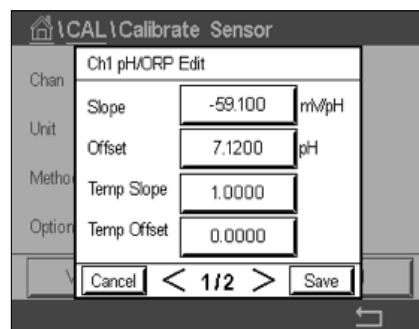 \CAL\Calibrate Sensor
Ch1 pH/ORP Edit
Chan
Slope -59.100 mV/pH
Unit
Offset 7.1200 pH
Metho
Temp Slope 1.0000
Option
Temp Offset 0.0000
Cancel < 1/2 > Save